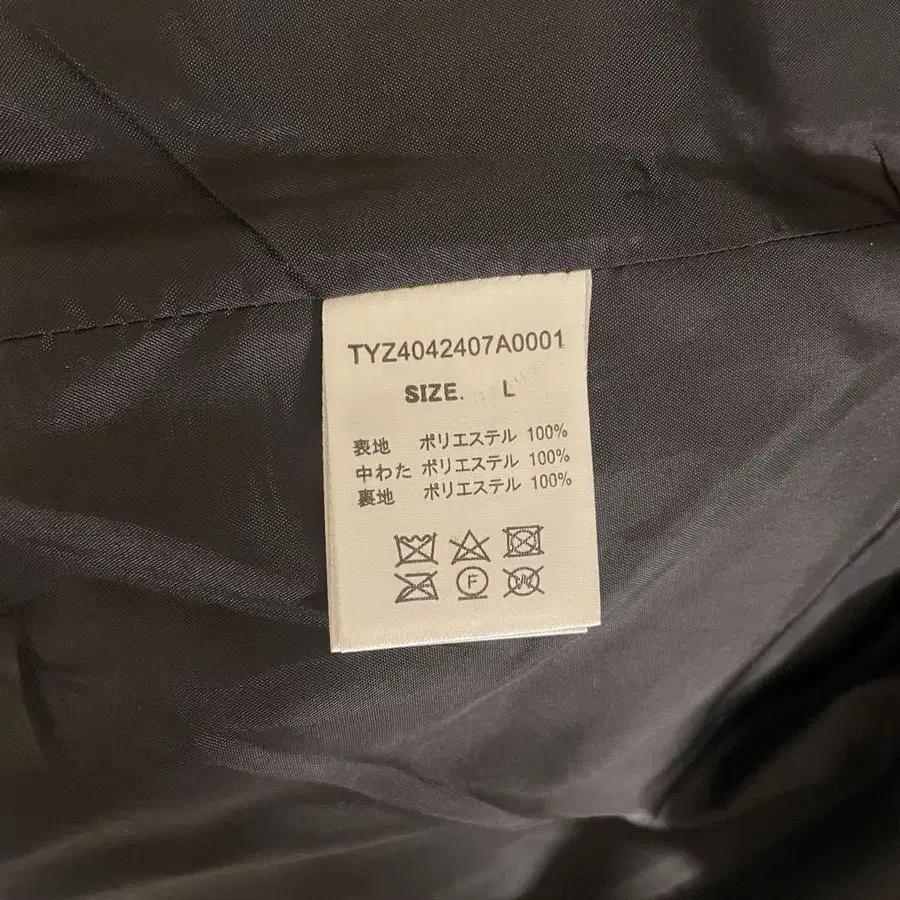 TYZ4042407A0001
SIZE. L
表地 ポリエステル 100%
中わた ポリエステル 100%
裏地 ポリエステル 100%
F
W